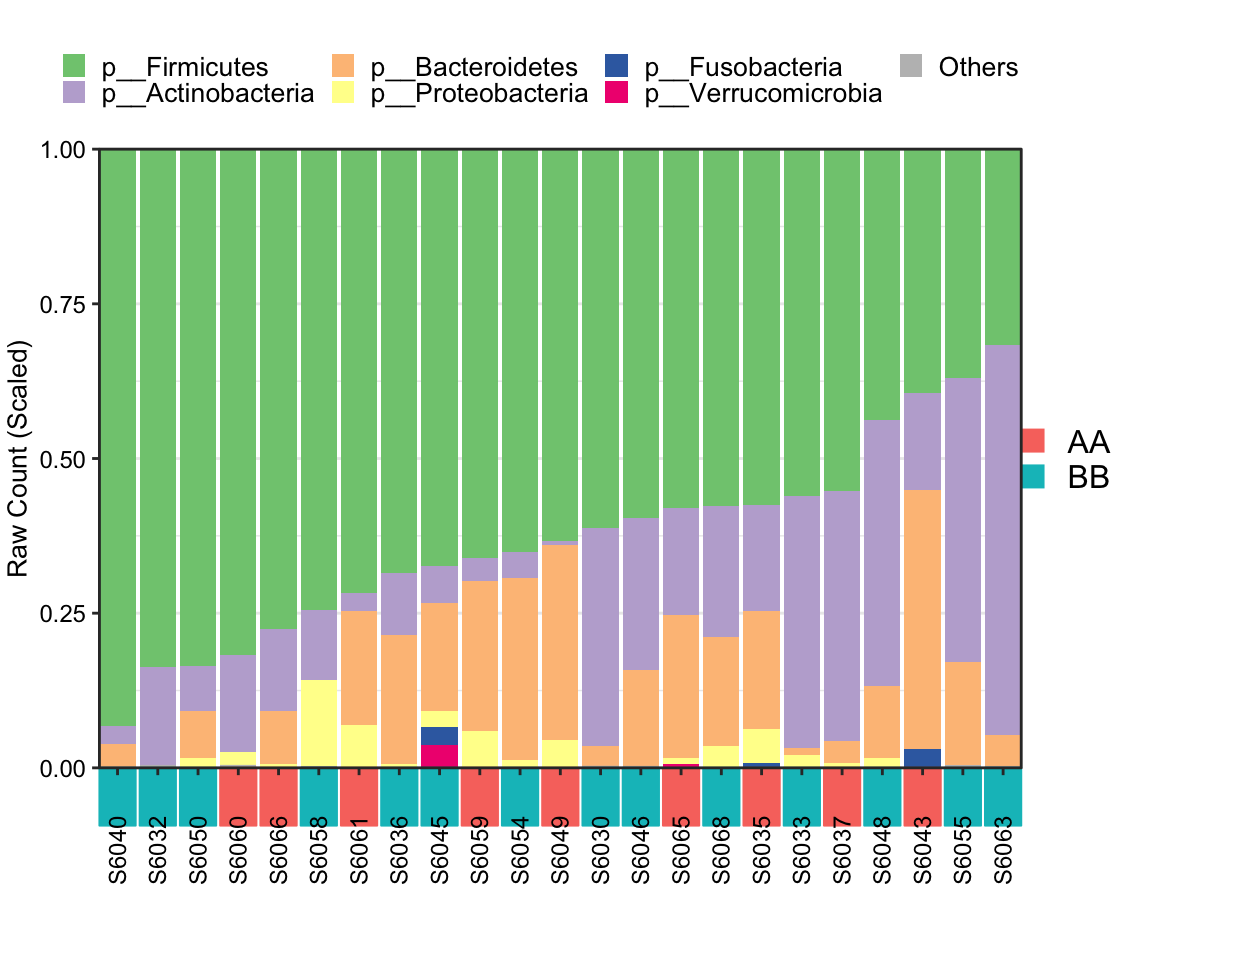 p__Firmicutes p__Bacteroidetes p__Fusobacteria Others
p__Actinobacteria p__Proteobacteria p__Verrucomicrobia
1.00
0.75
0.50
0.25
0.00
Raw Count (Scaled)
AA
BB
S6040 S6032 S6050 S6060 S6066 S6058 S6061 S6036 S6045 S6059 S6054 S6049 S6030 S6046 S6065 S6068 S6035 S6033 S6037 S6048 S6043 S6055 S6063